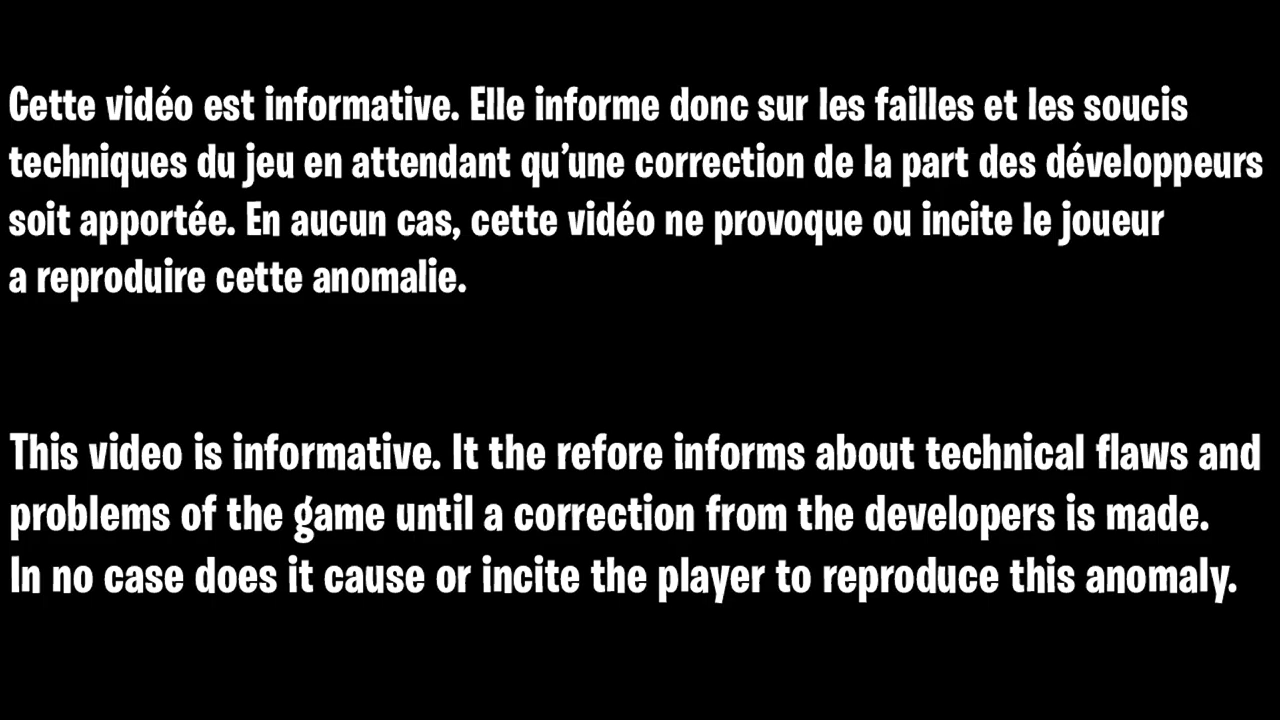 Cette vidéo est informative. Elle informe donc sur les failles et les soucis
techniques du jeu en attendant qu’une correction de la part des développeurs
soit apportée. En aucun cas, cette vidéo ne provoque ou incite le joueur
a reproduire cette anomalie.
This video is informative. It the refore informs about technical flaws and
problems of the game until a correction from the developers is made.
In no case does it cause or incite the player to reproduce this anomaly.